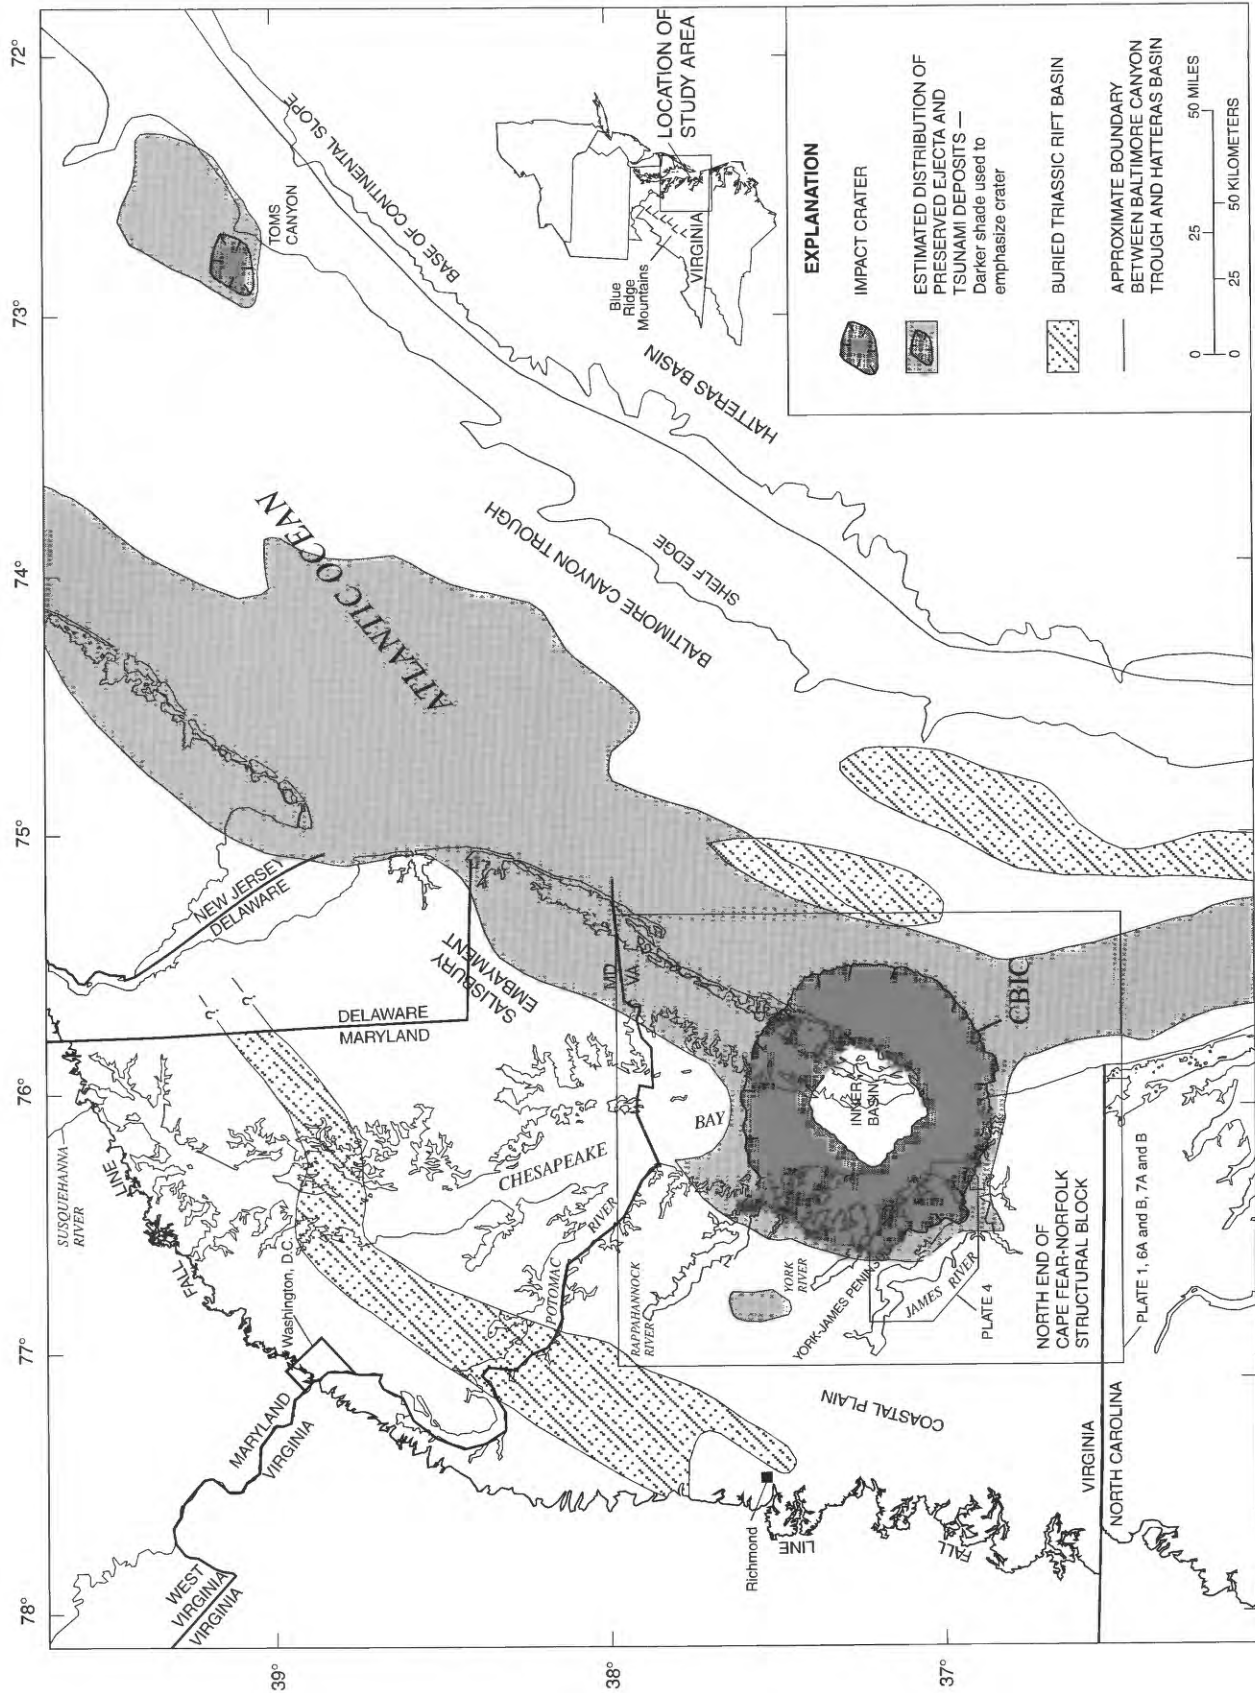 78°
77°
76°
75°
74°
73°
72°
39°
38°
37°
WEST
VIRGINIA
VIRGINIA
MARYLAND
VIRGINIA
Washington, D.C.
SUSQUEHANNA
RIVER
FALL
LINE
DELAWARE
MARYLAND
NEW JERSEY
DELAWARE
– ? –
– ? –
SALISBURY
EMBAYMENT
CHESAPEAKE
BAY
POTOMAC
RIVER
RAPPAHANNOCK
RIVER
YORK
RIVER
YORK-JAMES PENINSULA
JAMES RIVER
PLATE 4
MD
VA
INNER
BASIN
CBIC
NORTH END OF
CAPE FEAR-NORFOLK
STRUCTURAL BLOCK
PLATE 1, 6A and B, 7A and B
COASTAL PLAIN
Richmond
LINE
FALL
VIRGINIA
NORTH CAROLINA
ATLANTIC OCEAN
BALTIMORE CANYON TROUGH
SHELF EDGE
HATTERAS BASIN
BASE OF CONTINENTAL SLOPE
TOMS
CANYON
Blue
Ridge
Mountains
VIRGINIA
LOCATION OF
STUDY AREA
EXPLANATION
IMPACT CRATER
ESTIMATED DISTRIBUTION OF
PRESERVED EJECTA AND
TSUNAMI DEPOSITS —
Darker shade used to
emphasize crater
BURIED TRIASSIC RIFT BASIN
APPROXIMATE BOUNDARY
BETWEEN BALTIMORE CANYON
TROUGH AND HATTERAS BASIN
0 25 50 MILES
0 25 50 KILOMETERS